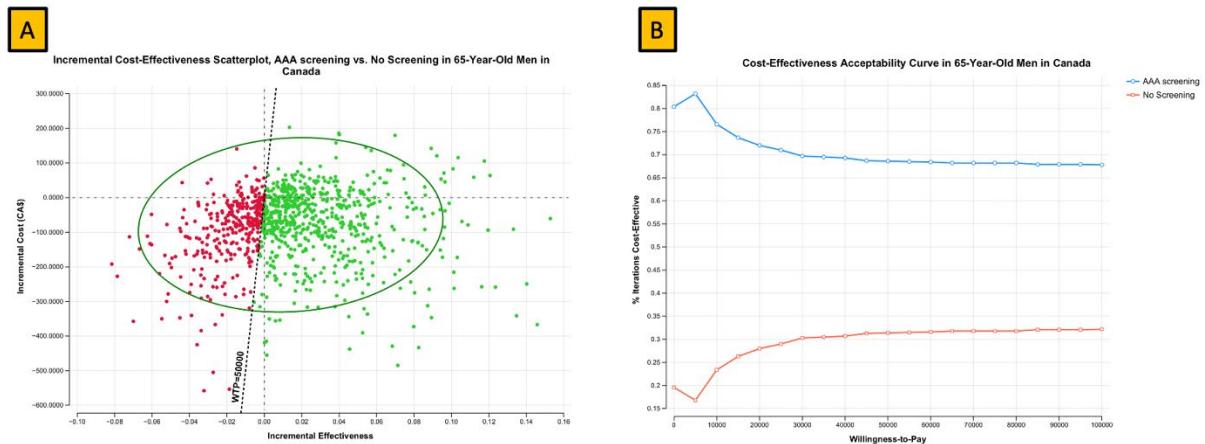 A
Incremental Cost-Effectiveness Scatterplot, AAA screening vs. No Screening in 65-Year-Old Men in
Canada
300.0000
200.0000
100.0000
0.0000
−100.0000
−200.0000
−300.0000
−400.0000
−500.0000
−600.0000
Incremental Cost (CA$)
WTP=50000
−0.10 −0.08 −0.06 −0.04 −0.02 0.00 0.02 0.04 0.06 0.08 0.10 0.12 0.14 0.16
Incremental Effectiveness
B
Cost-Effectiveness Acceptability Curve in 65-Year-Old Men in Canada
AAA screening
No Screening
0.85
0.8
0.75
0.7
0.65
0.6
0.55
0.5
0.45
0.4
0.35
0.3
0.25
0.2
0.15
% Iterations Cost-Effective
0 10000 20000 30000 40000 50000 60000 70000 80000 90000 100000
Willingness-to-Pay